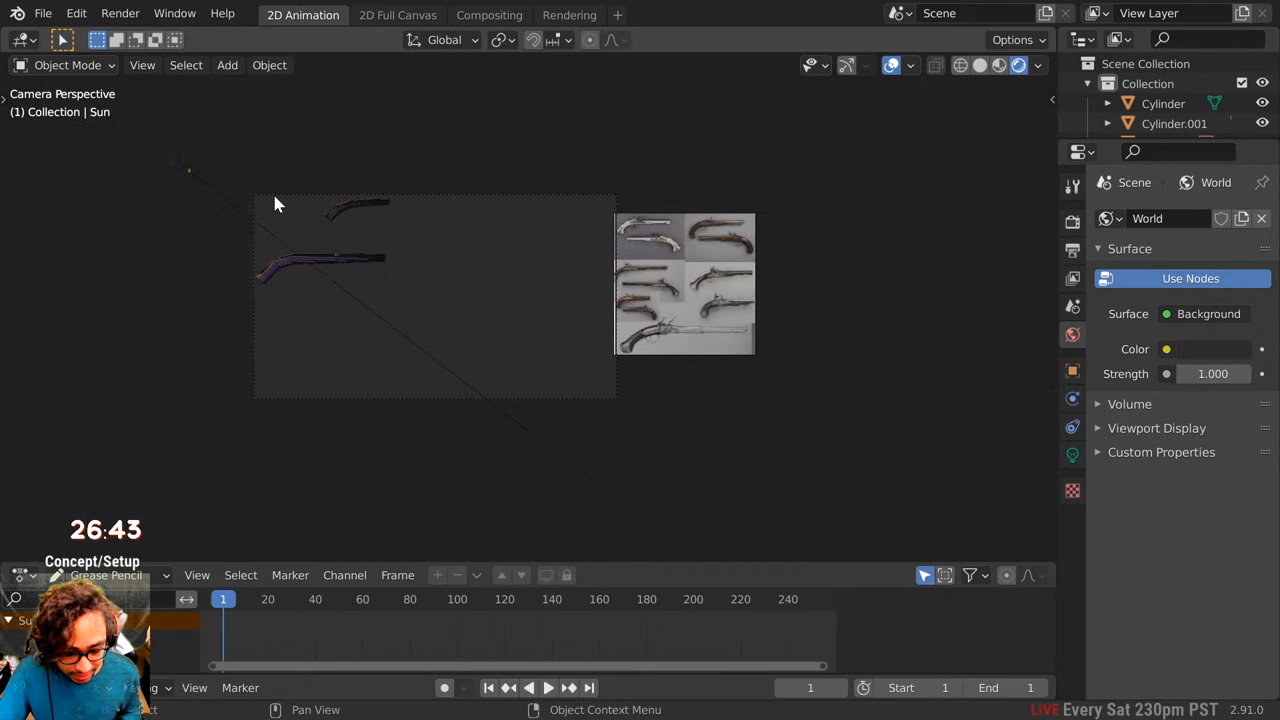 File Edit Render Window Help 2D Animation 2D Full Canvas Compositing Rendering + Scene View Layer
Global Options
Object Mode View Select Add Object
Scene Collection
Collection
Camera Perspective
(1) Collection | Sun
Cylinder
Cylinder.001
Scene World
World
Surface
Use Nodes
Surface Background
Color
Strength 1.000
Volume
Viewport Display
Custom Properties
26:43
Concept/Setup
Grease Pencil View Select Marker Channel Frame
1 20 40 60 80 100 120 140 160 180 200 220 240
Su
View Marker 1 Start 1 End 1
Pan View Object Context Menu LIVE Every Sat 230pm PST 2.91.0